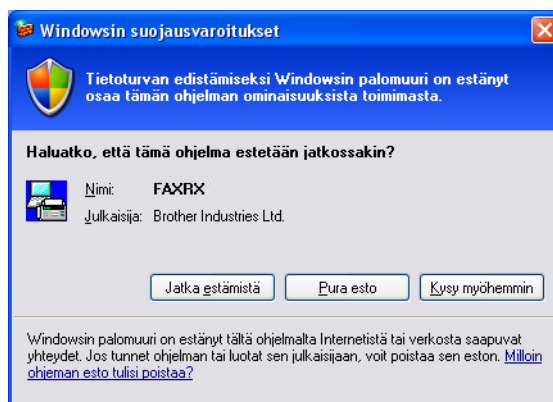 Windowsin suojausvaroitukset
Tietoturvan edistämiseksi Windowsin palomuuri on estänyt
osaa tämän ohjelman ominaisuuksista toimimasta.
Haluatko, että tämä ohjelma estetään jatkossakin?
Nimi: FAXRX
Julkaisija: Brother Industries Ltd.
Jatka estämistä Pura esto Kysy myöhemmin
Windowsin palomuuri on estänyt tältä ohjelmalta Internetistä tai verkosta saapuvat
yhteydet. Jos tunnet ohjelman tai luotat sen julkaisijaan, voit poistaa sen eston. Milloin
ohjeman esto tulisi poistaa?